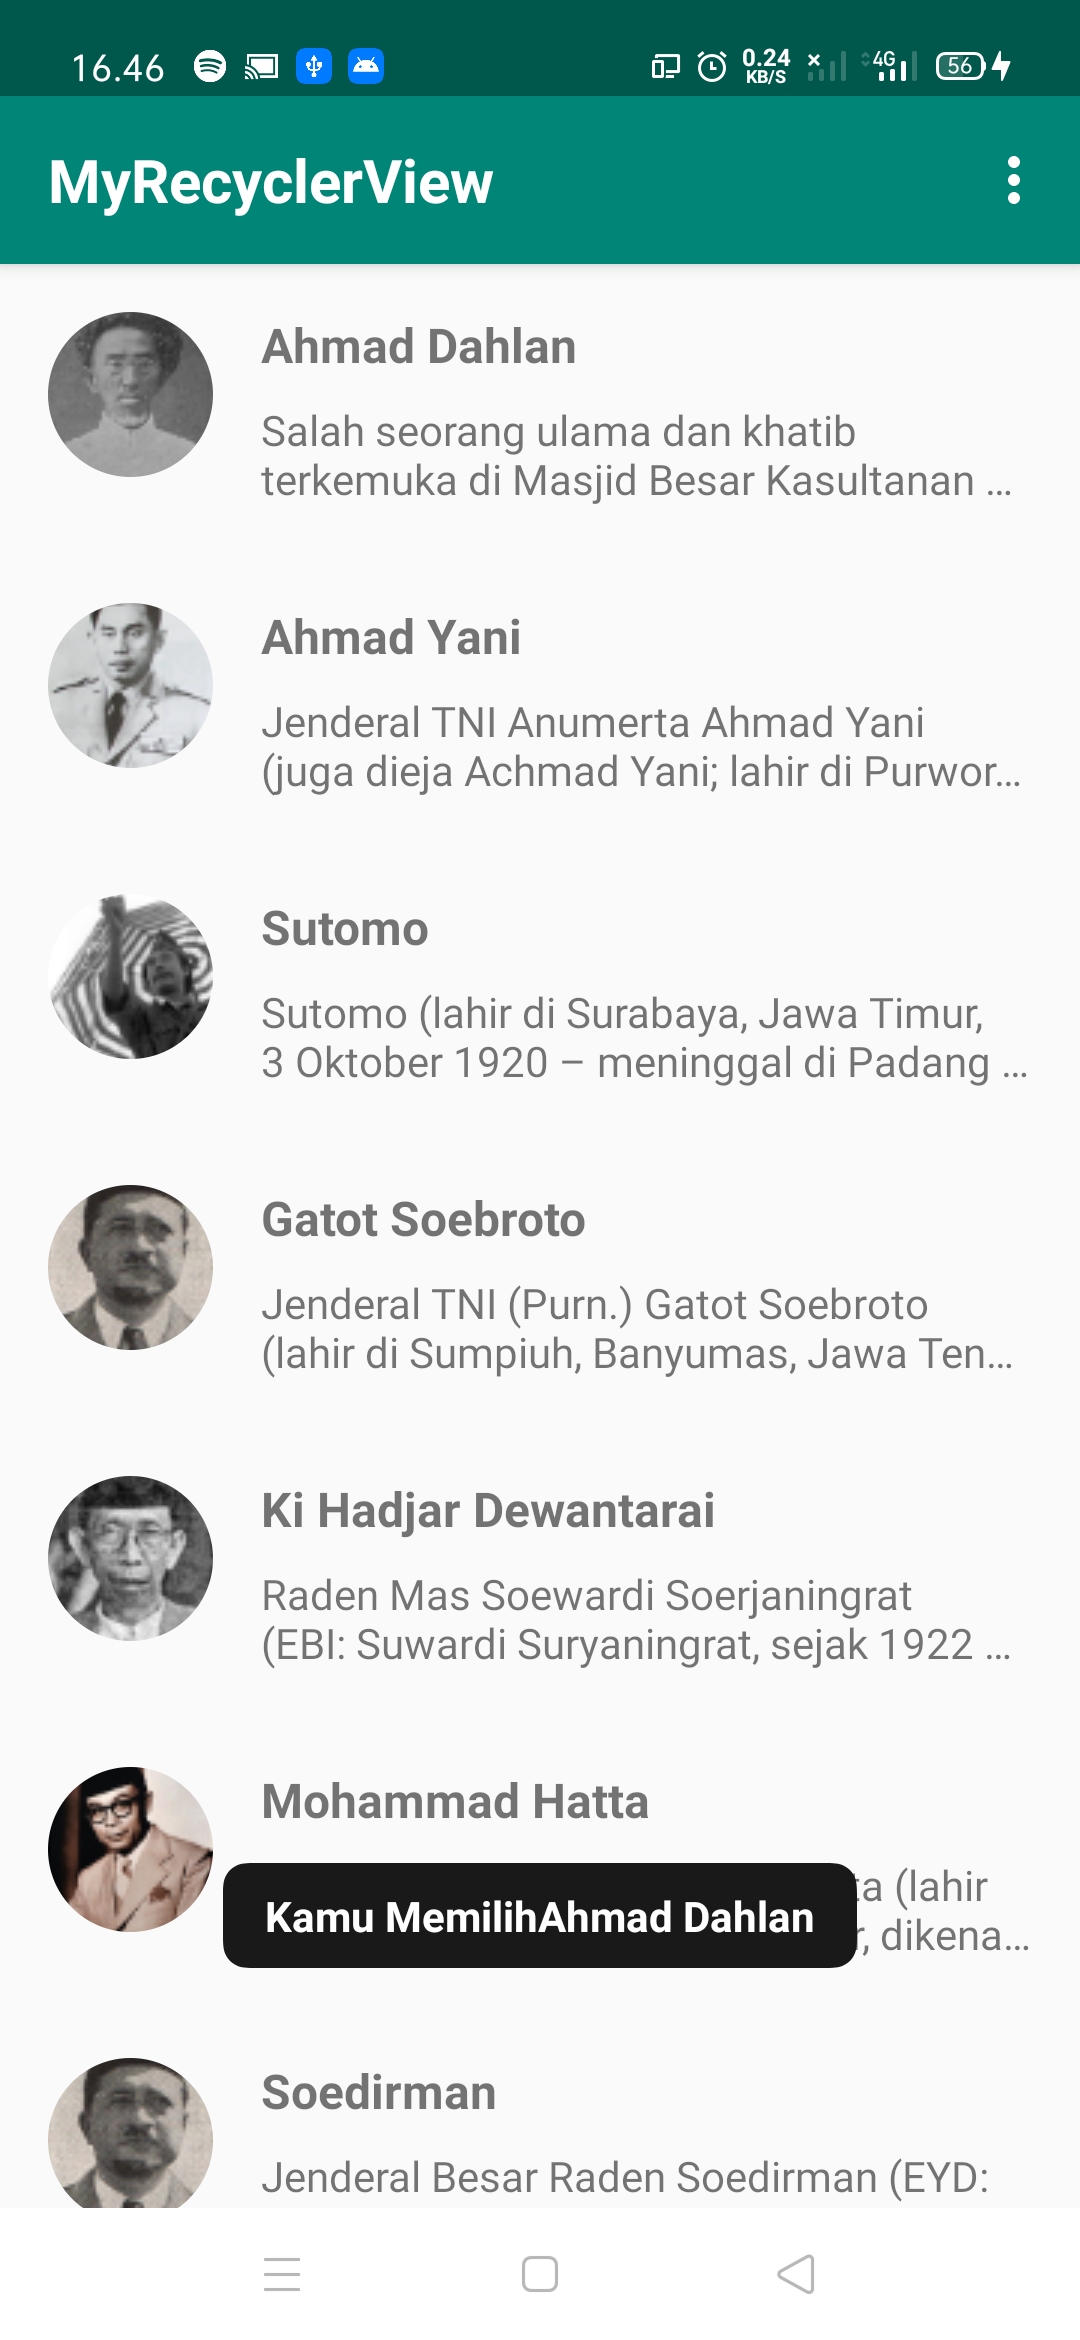 16.46
0.24
KB/S
4G
56
MyRecyclerView
Ahmad Dahlan
Salah seorang ulama dan khatib
terkemuka di Masjid Besar Kasultanan ...
Ahmad Yani
Jenderal TNI Anumerta Ahmad Yani
(juga dieja Achmad Yani; lahir di Purwor...
Sutomo
Sutomo (lahir di Surabaya, Jawa Timur,
3 Oktober 1920 – meninggal di Padang ...
Gatot Soebroto
Jenderal TNI (Purn.) Gatot Soebroto
(lahir di Sumpiuh, Banyumas, Jawa Ten...
Ki Hadjar Dewantarai
Raden Mas Soewardi Soerjaningrat
(EBI: Suwardi Suryaningrat, sejak 1922 ...
Mohammad Hatta
(lahir
dikena...
Kamu MemilihAhmad Dahlan
Soedirman
Jenderal Besar Raden Soedirman (EYD: